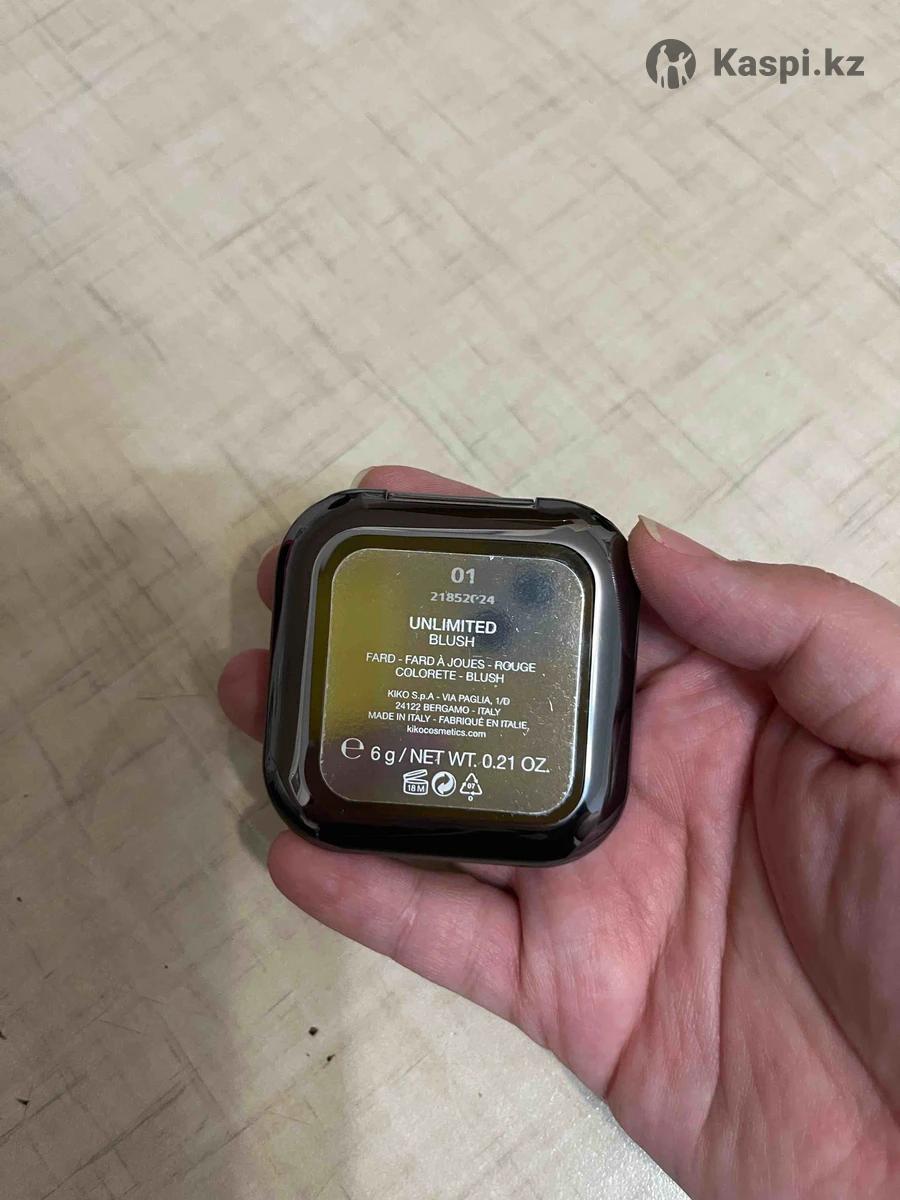 Kaspi.kz
01
UNLIMITED
BLUSH
FARD - FARD À JOUES - ROUGE
COLORETE - BLUSH
KIKO S.p.A - VIA PAGLIA, 1/D
24122 BERGAMO - ITALY
MADE IN ITALY - FABRIQUÉ EN ITALIE
kikocosmetics.com
e 6 g / NET WT. 0.21 OZ.
18 M 07